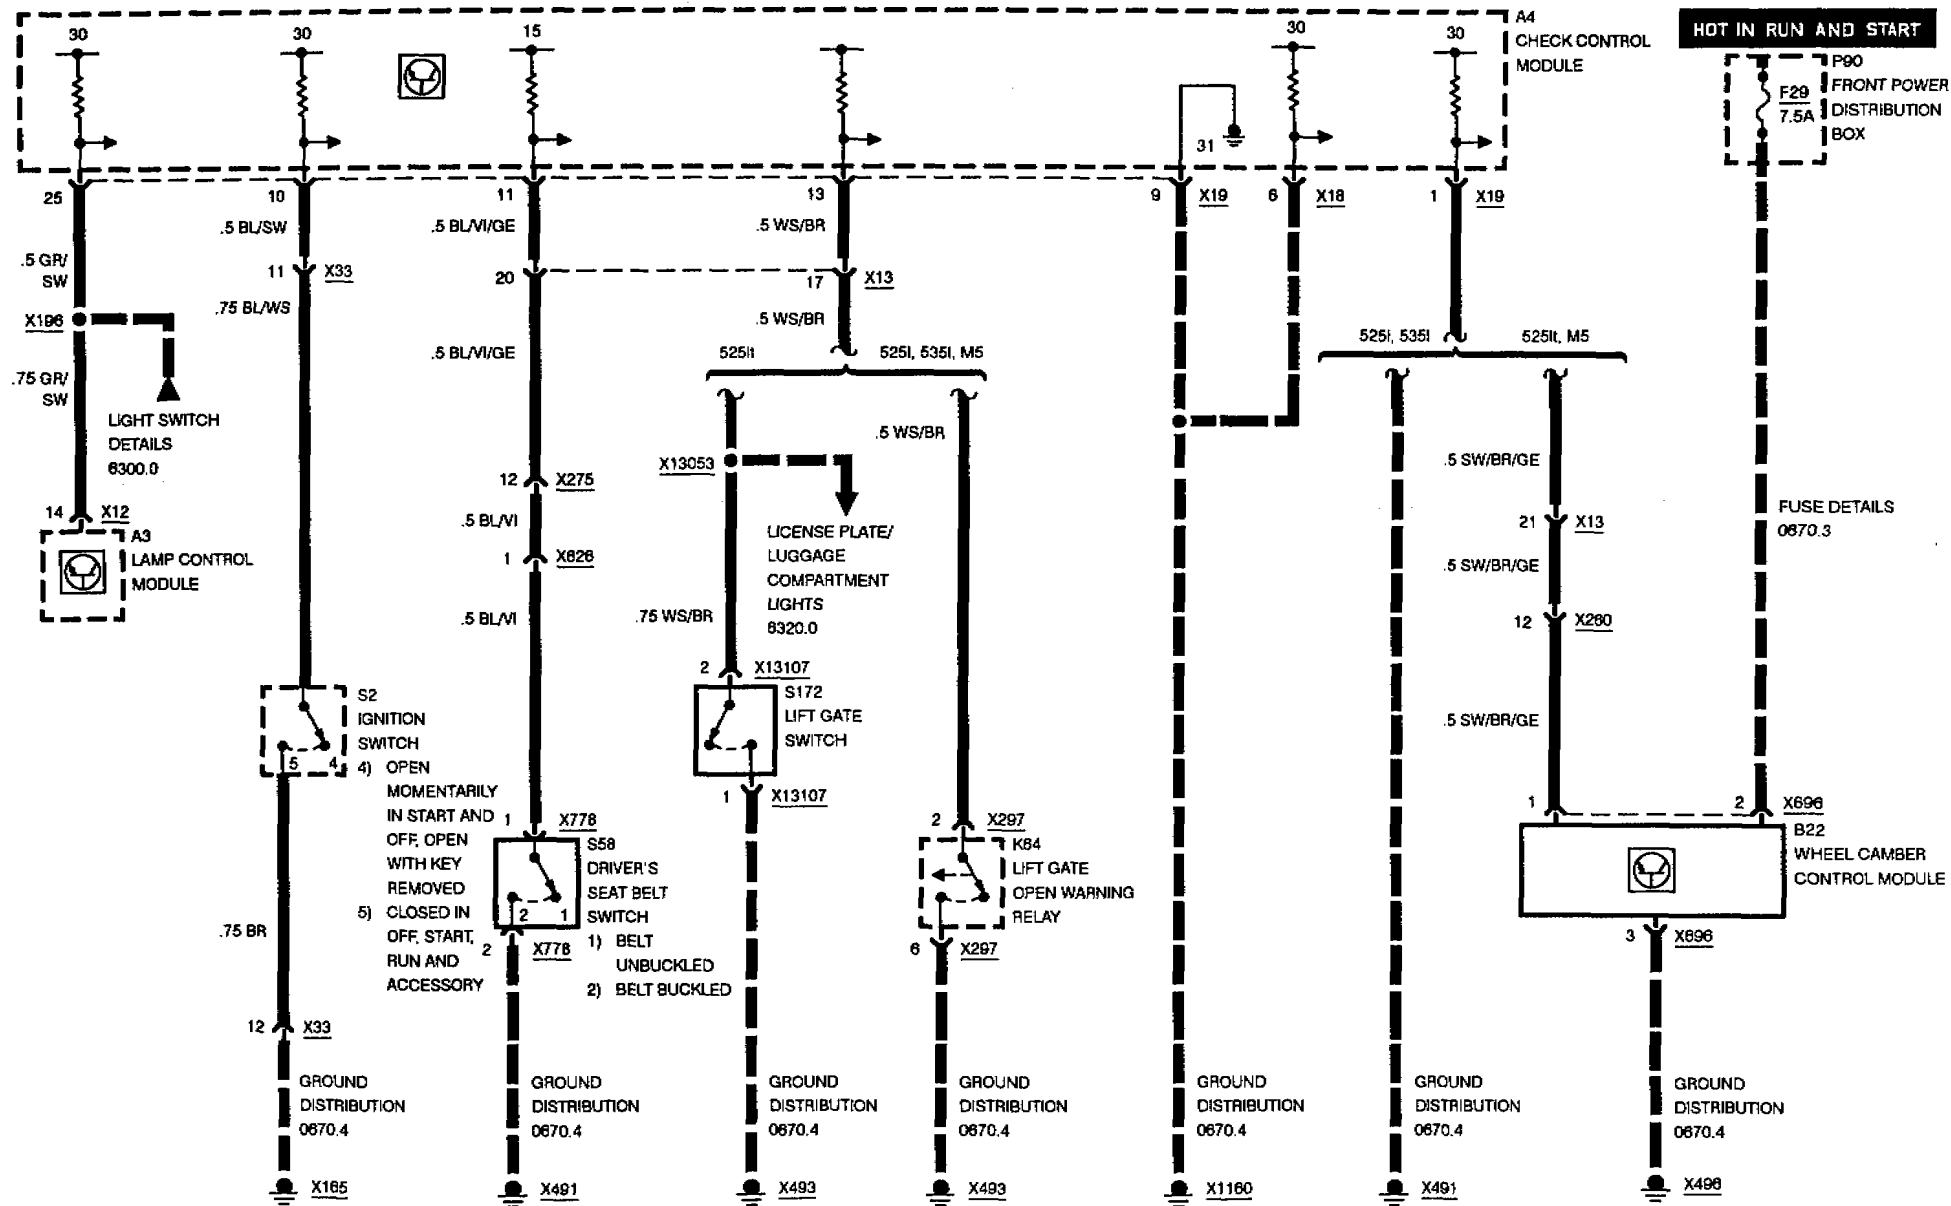 30
30
15
30
30
A4
CHECK CONTROL
MODULE
HOT IN RUN AND START
P90
FRONT POWER
DISTRIBUTION
BOX
F29
7.5A
31
25
10
11
13
9 X19
6 X18
1 X19
.5 GR/
SW
.5 BL/SW
.5 BL/VI/GE
.5 WS/BR
11 X33
20
17 X13
X196
.75 GR/
SW
.75 BL/WS
.5 BL/VI/GE
.5 WS/BR
525It
525I, 535I, M5
525I, 535I
525It, M5
LIGHT SWITCH
DETAILS
6300.0
14 X12
A3
LAMP CONTROL
MODULE
12 X275
.5 BL/VI
1 X626
.5 BL/VI
X13053
.5 WS/BR
LICENSE PLATE/
LUGGAGE
COMPARTMENT
LIGHTS
6320.0
.75 WS/BR
.5 SW/BR/GE
21 X13
.5 SW/BR/GE
12 X260
.5 SW/BR/GE
FUSE DETAILS
0670.3
2 X13107
S172
LIFT GATE
SWITCH
1 X13107
S2
IGNITION
SWITCH
5 4
4) OPEN
MOMENTARILY
IN START AND
OFF, OPEN
WITH KEY
REMOVED
5) CLOSED IN
OFF, START,
RUN AND
ACCESSORY
1 X778
S58
DRIVER'S
SEAT BELT
SWITCH
2 1
1) BELT
UNBUCKLED
2) BELT BUCKLED
2 X778
2 X297
K64
LIFT GATE
OPEN WARNING
RELAY
6 X297
1
2 X696
B22
WHEEL CAMBER
CONTROL MODULE
3 X696
.75 BR
12 X33
GROUND
DISTRIBUTION
0670.4
GROUND
DISTRIBUTION
0670.4
GROUND
DISTRIBUTION
0670.4
GROUND
DISTRIBUTION
0670.4
GROUND
DISTRIBUTION
0670.4
GROUND
DISTRIBUTION
0670.4
GROUND
DISTRIBUTION
0670.4
X165
X491
X493
X493
X1160
X491
X496